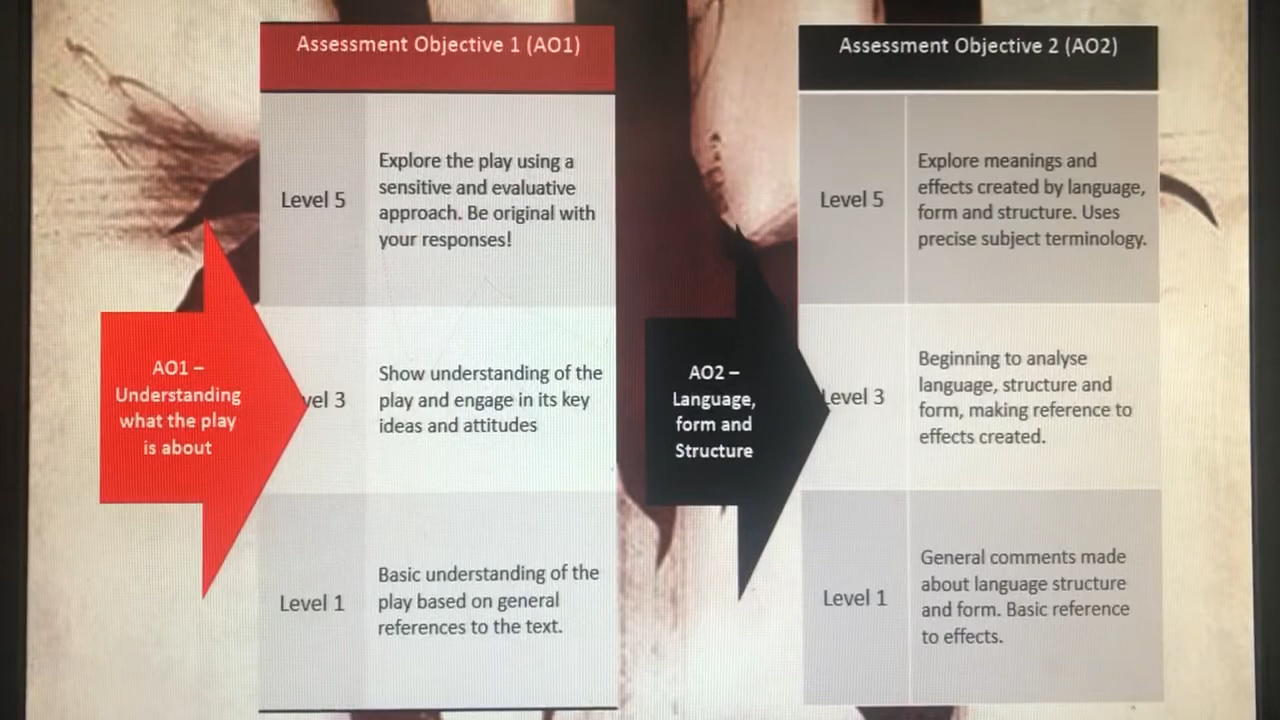 Assessment Objective 1 (AO1)
Level 5
Explore the play using a
sensitive and evaluative
approach. Be original with
your responses!
AO1 –
Understanding
what the play
is about
vel 3
Show understanding of the
play and engage in its key
ideas and attitudes
Level 1
Basic understanding of the
play based on general
references to the text.
Assessment Objective 2 (AO2)
Level 5
Explore meanings and
effects created by language,
form and structure. Uses
precise subject terminology.
AO2 –
Language,
form and
Structure
Level 3
Beginning to analyse
language, structure and
form, making reference to
effects created.
Level 1
General comments made
about language structure
and form. Basic reference
to effects.